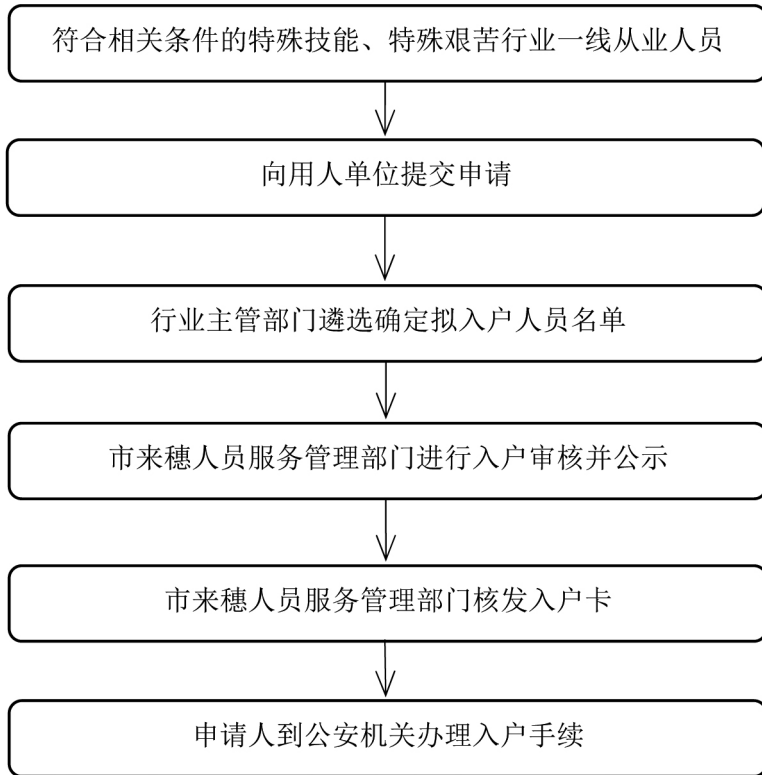 符合相关条件的特殊技能、特殊艰苦行业一线从业人员
向用人单位提交申请
行业主管部门遴选确定拟入户人员名单
市来穗人员服务管理部门进行入户审核并公示
市来穗人员服务管理部门核发入户卡
申请人到公安机关办理入户手续